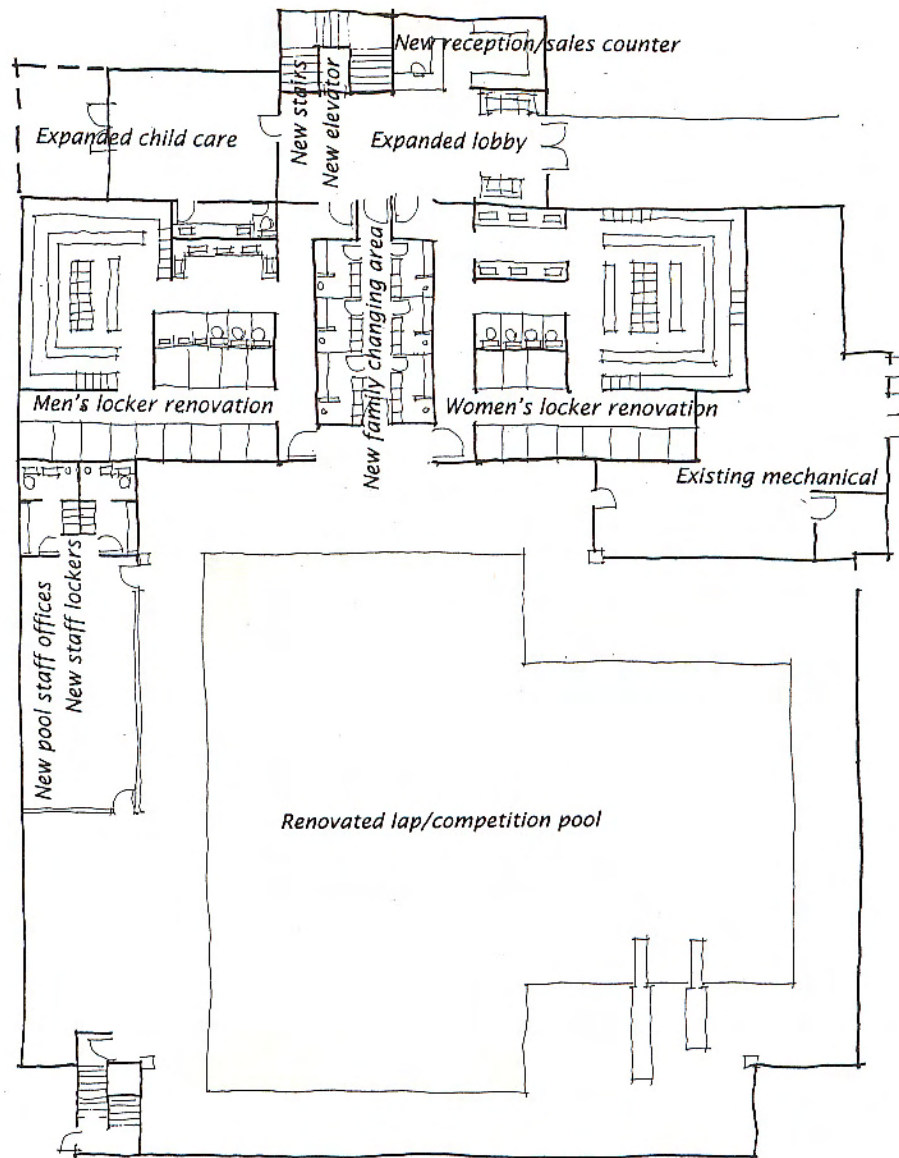 New reception/sales counter
New stairs
New elevator
Expanded child care
Expanded lobby
New family changing area
Men's locker renovation
Women's locker renovation
Existing mechanical
New pool staff offices
New staff lockers
Renovated lap/competition pool